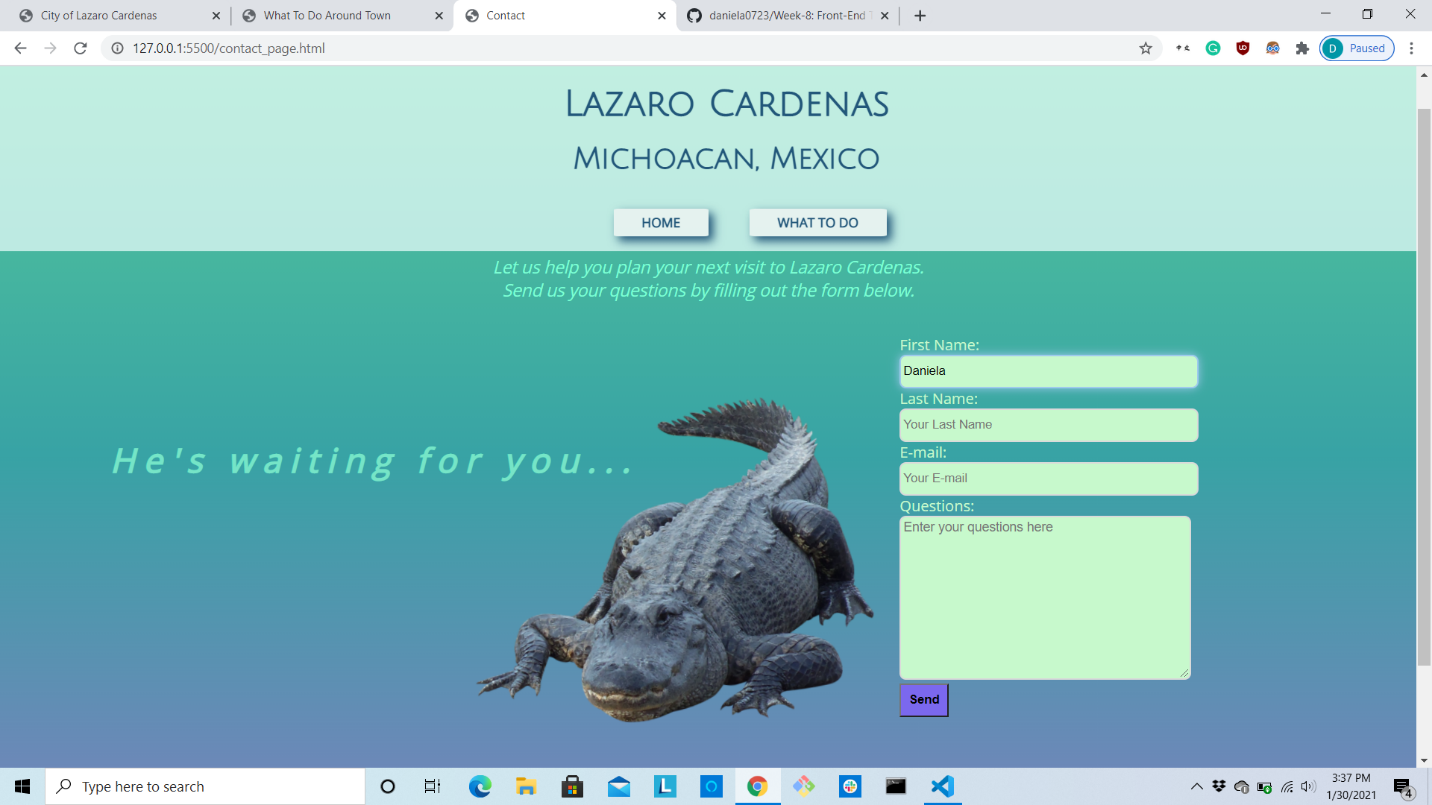 City of Lazaro Cardenas
What To Do Around Town
Contact
daniela0723/Week-8: Front-End
127.0.0.1:5500/contact_page.html
D Paused
Lazaro Cardenas
Michoacan, Mexico
HOME
WHAT TO DO
Let us help you plan your next visit to Lazaro Cardenas.
Send us your questions by filling out the form below.
He's waiting for you...
First Name:
Daniela
Last Name:
Your Last Name
E-mail:
Your E-mail
Questions:
Enter your questions here
Send
Type here to search
L
3:37 PM
1/30/2021
4